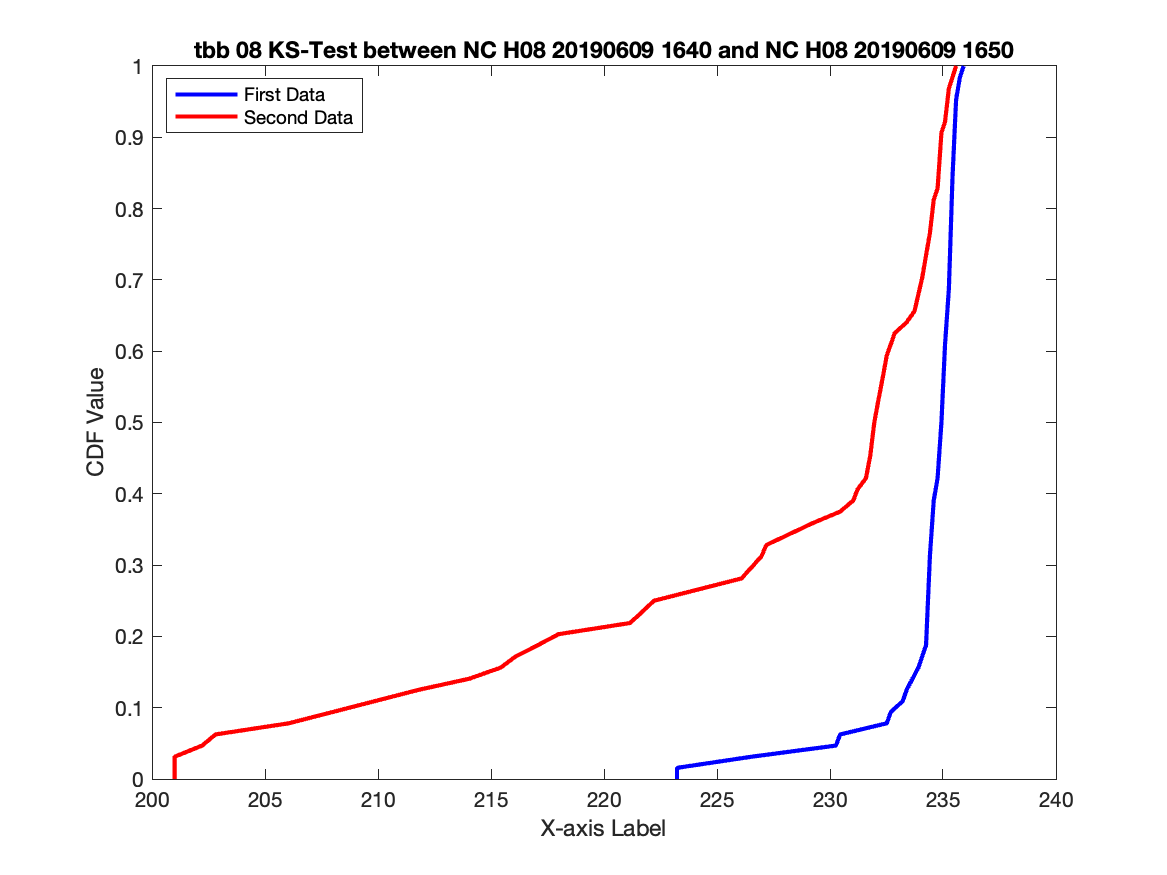 tbb 08 KS-Test between NC H08 20190609 1640 and NC H08 20190609 1650
First Data
Second Data
1
0.9
0.8
0.7
0.6
0.5
0.4
0.3
0.2
0.1
0
CDF Value
200 205 210 215 220 225 230 235 240
X-axis Label